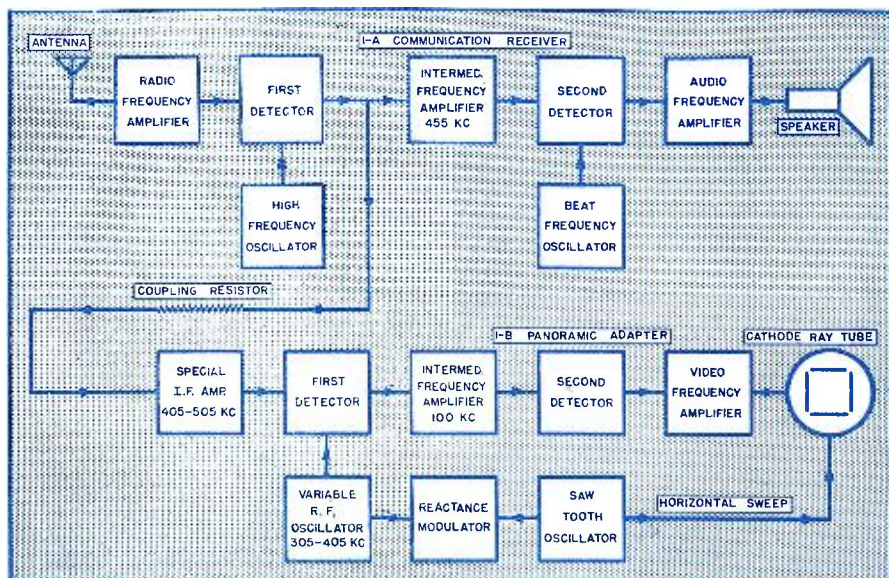 I-A COMMUNICATION RECEIVER
ANTENNA
RADIO
FREQUENCY
AMPLIFIER
FIRST
DETECTOR
INTERMED.
FREQUENCY
AMPLIFIER
455 KC
SECOND
DETECTOR
AUDIO
FREQUENCY
AMPLIFIER
SPEAKER
HIGH
FREQUENCY
OSCILLATOR
BEAT
FREQUENCY
OSCILLATOR
COUPLING RESISTOR
I-B PANORAMIC ADAPTER
CATHODE RAY TUBE
SPECIAL
I.F. AMP.
405-505 KC
FIRST
DETECTOR
INTERMED.
FREQUENCY
AMPLIFIER
100 KC
SECOND
DETECTOR
VIDEO
FREQUENCY
AMPLIFIER
VARIABLE
R. F.
OSCILLATOR
305-405 KC
REACTANCE
MODULATOR
SAW
TOOTH
OSCILLATOR
HORIZONTAL SWEEP